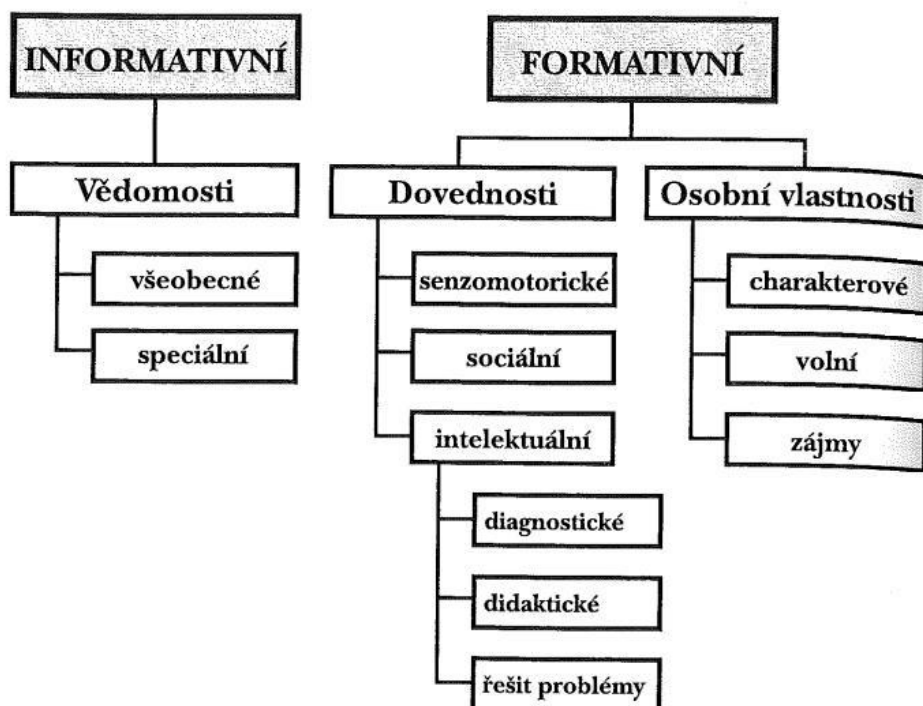 INFORMATIVNÍ
FORMATIVNÍ
Vědomosti
Dovednosti
Osobní vlastnosti
všeobecné
speciální
senzomotorické
sociální
intelektuální
diagnostické
didaktické
řešit problémy
charakterové
volní
zájmy